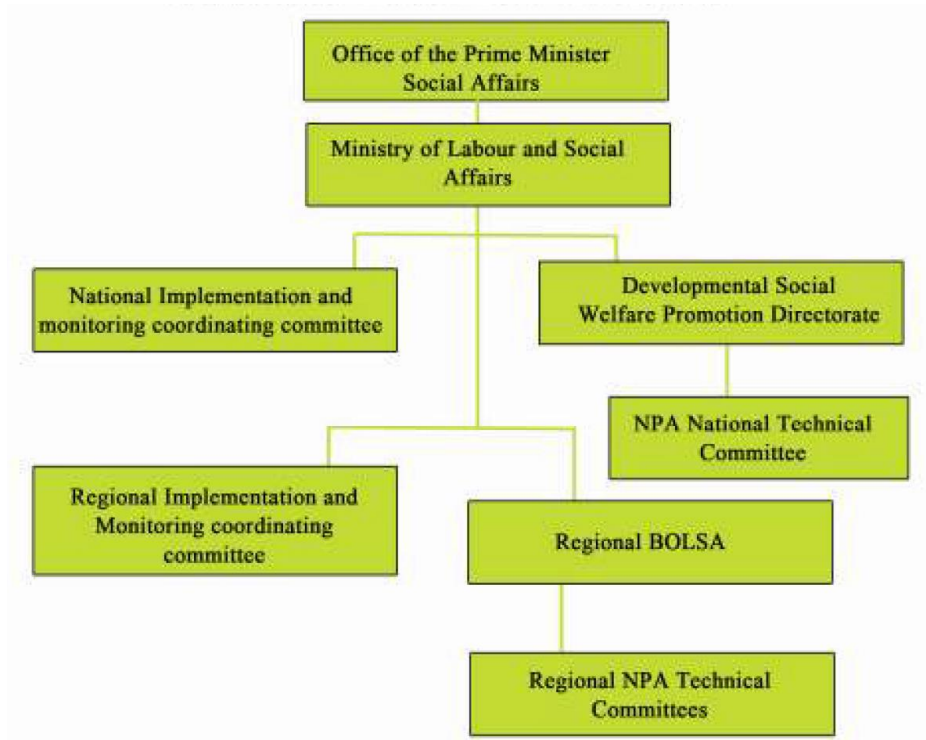 Office of the Prime Minister
Social Affairs
Ministry of Labour and Social
Affairs
National Implementation and
monitoring coordinating committee
Developmental Social
Welfare Promotion Directorate
NPA National Technical
Committee
Regional Implementation and
Monitoring coordinating
committee
Regional BOLSA
Regional NPA Technical
Committees